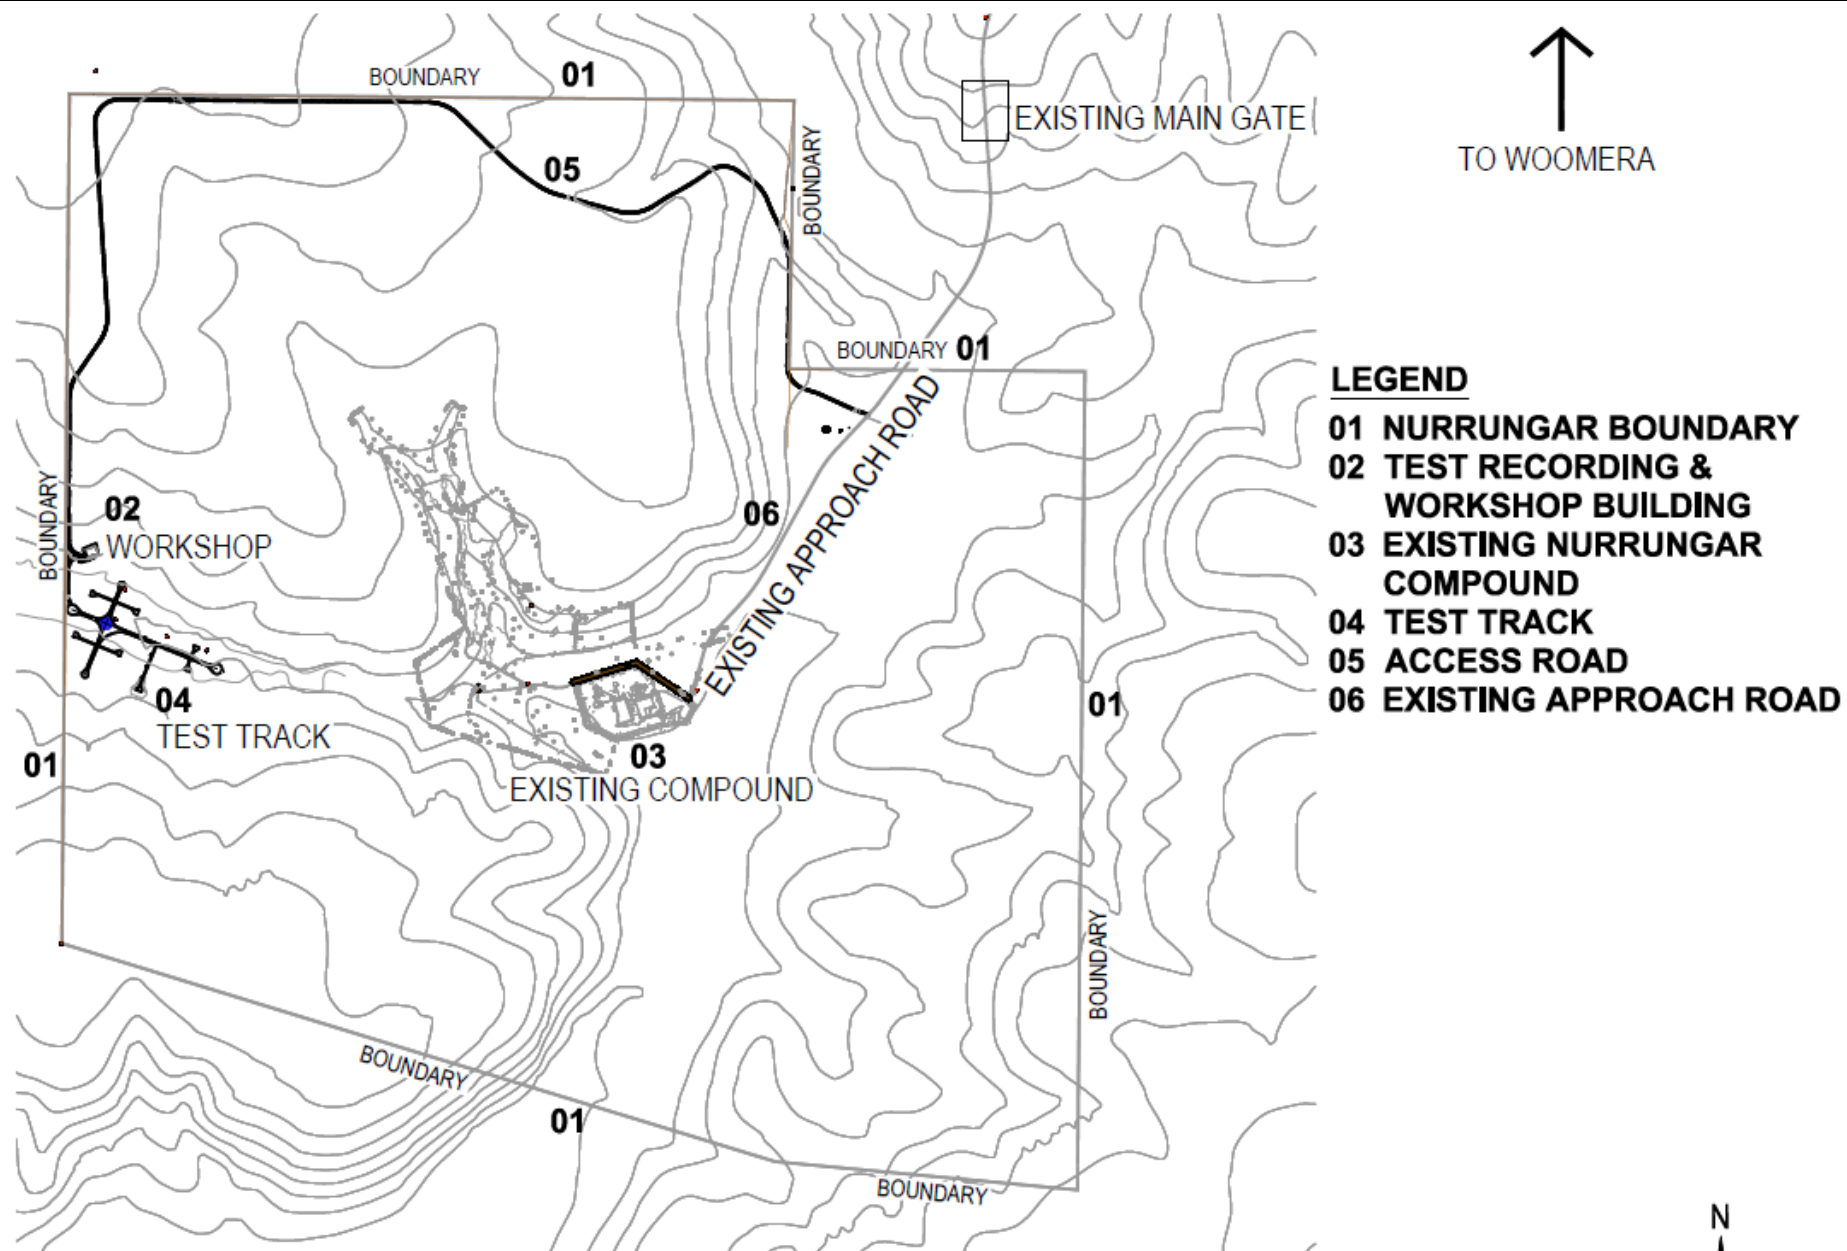 BOUNDARY 01
EXISTING MAIN GATE
TO WOOMERA
BOUNDARY
05
BOUNDARY 01
LEGEND
01 NURRUNGAR BOUNDARY
02 TEST RECORDING &
WORKSHOP BUILDING
03 EXISTING NURRUNGAR
COMPOUND
04 TEST TRACK
05 ACCESS ROAD
06 EXISTING APPROACH ROAD
BOUNDARY
02
WORKSHOP
06
EXISTING APPROACH ROAD
04
TEST TRACK
01
03
EXISTING COMPOUND
01
BOUNDARY
BOUNDARY
01
BOUNDARY
N